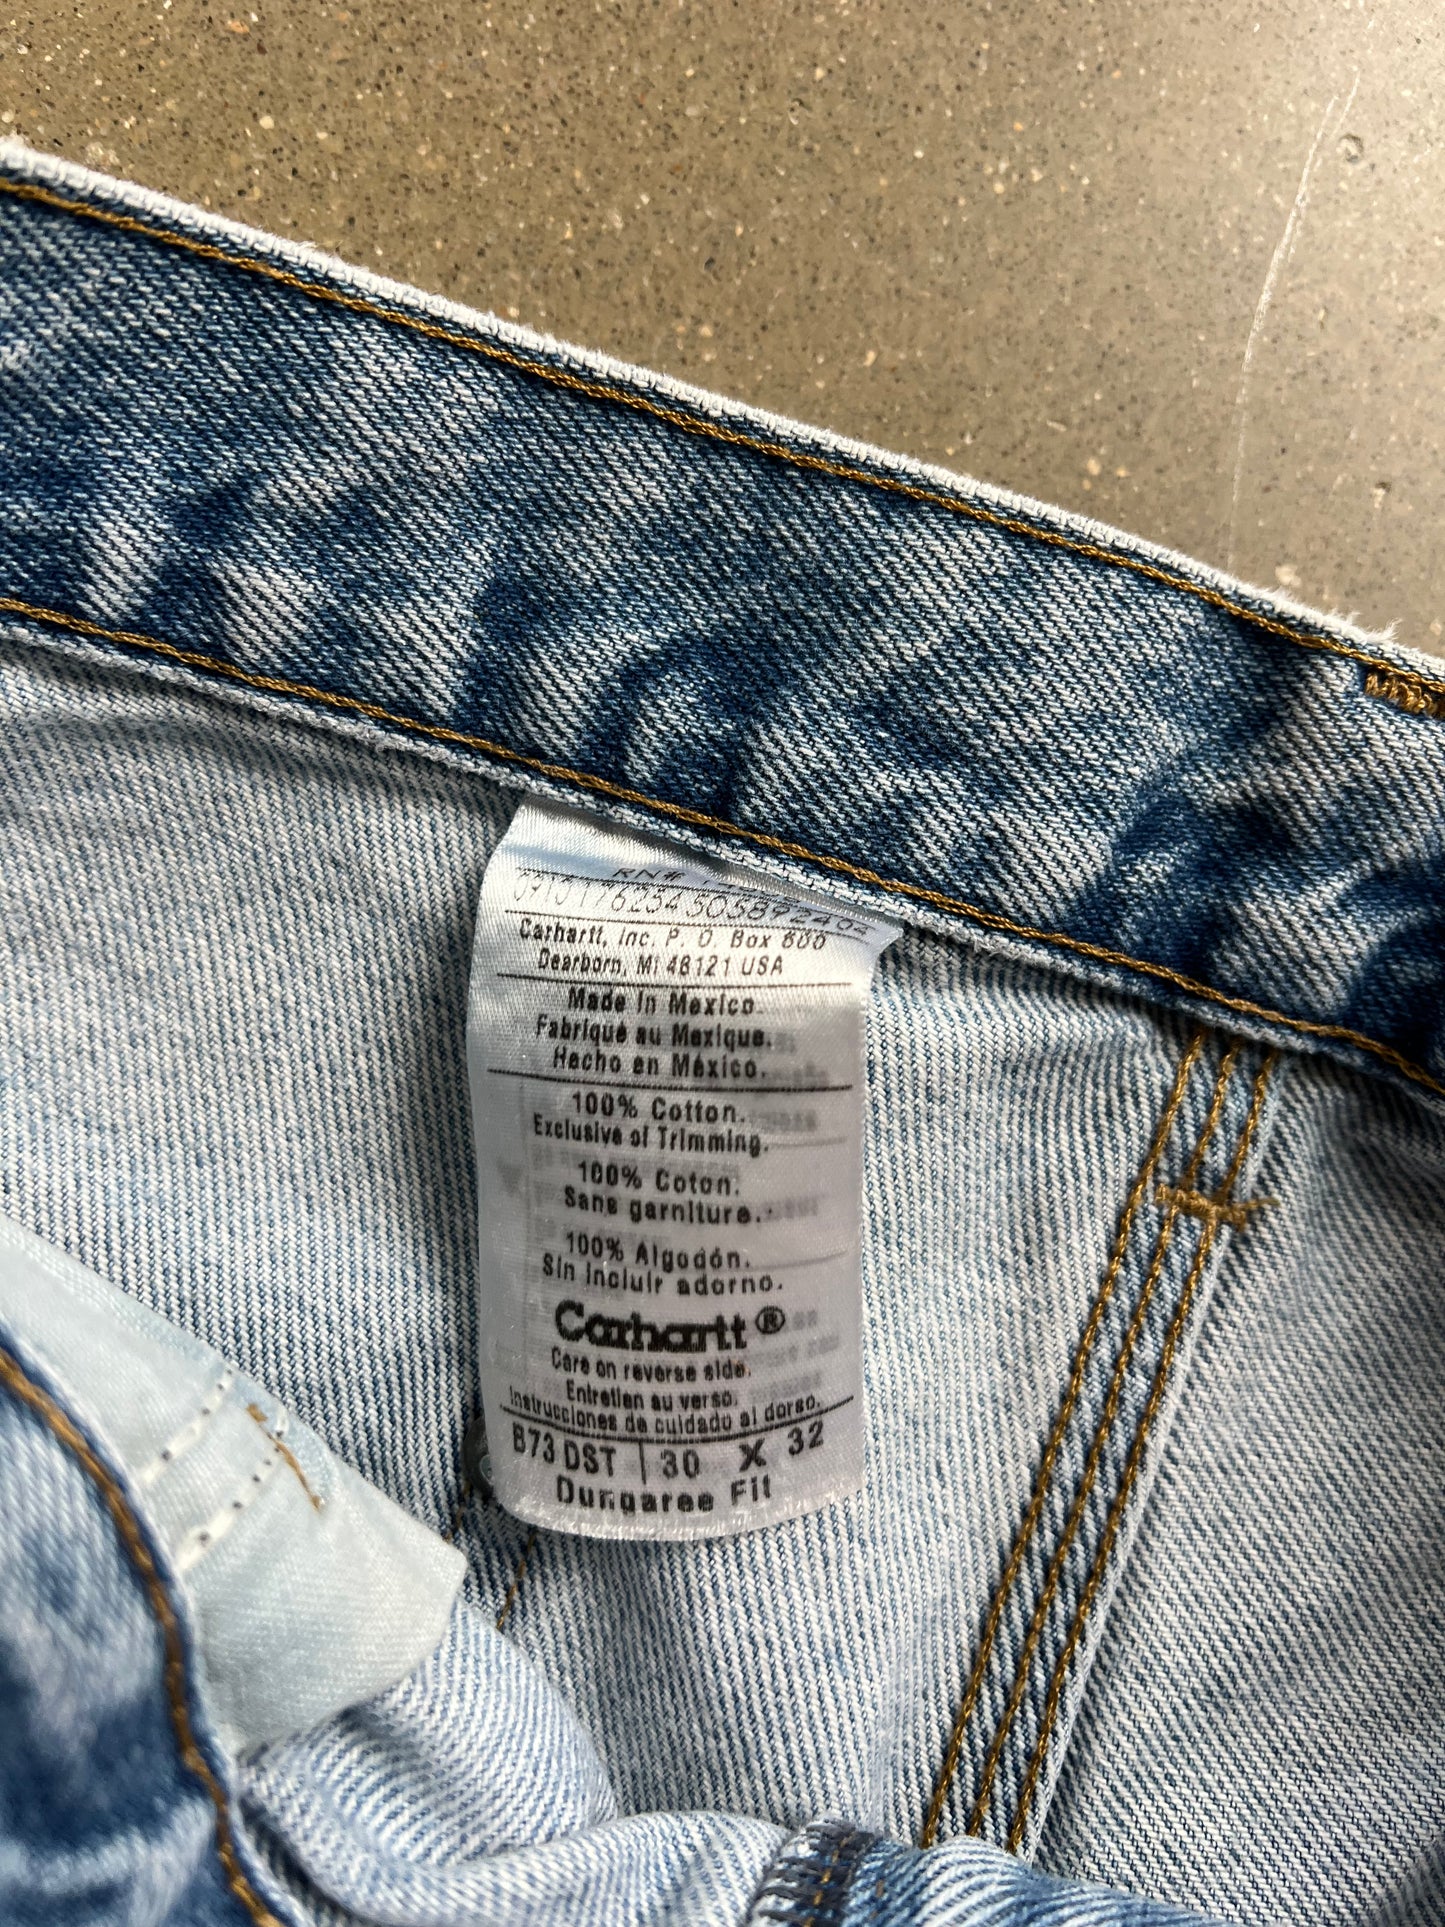 RN#
Carhartt, Inc. P. O. Box 600
Dearborn, MI 48121 USA
Made in Mexico.
Fabriqué au Mexique.
Hecho en México.
100% Cotton.
Exclusive of Trimming.
100% Coton.
Sans garniture.
100% Algodón.
Sin incluir adorno.
Carhartt®
Care on reverse side.
Entretien au verso.
Instrucciones de cuidado al dorso.
B73 DST | 30 X 32
Dungaree Fit